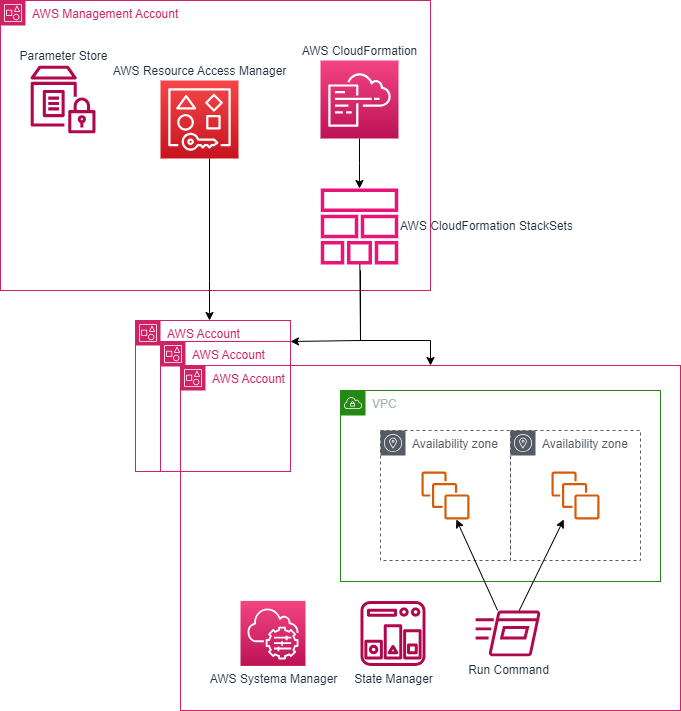 AWS Management Account
Parameter Store
AWS Resource Access Manager
AWS CloudFormation
AWS CloudFormation StackSets
AWS Account
AWS Account
AWS Account
VPC
Availability zone
Availability zone
AWS Systema Manager
State Manager
Run Command